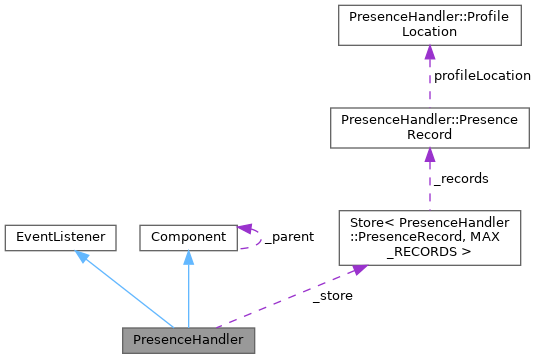 PresenceHandler::Profile
Location
profileLocation
PresenceHandler::Presence
Record
_records
Store< PresenceHandler
::PresenceRecord, MAX
_RECORDS >
EventListener
Component
_parent
_store
PresenceHandler